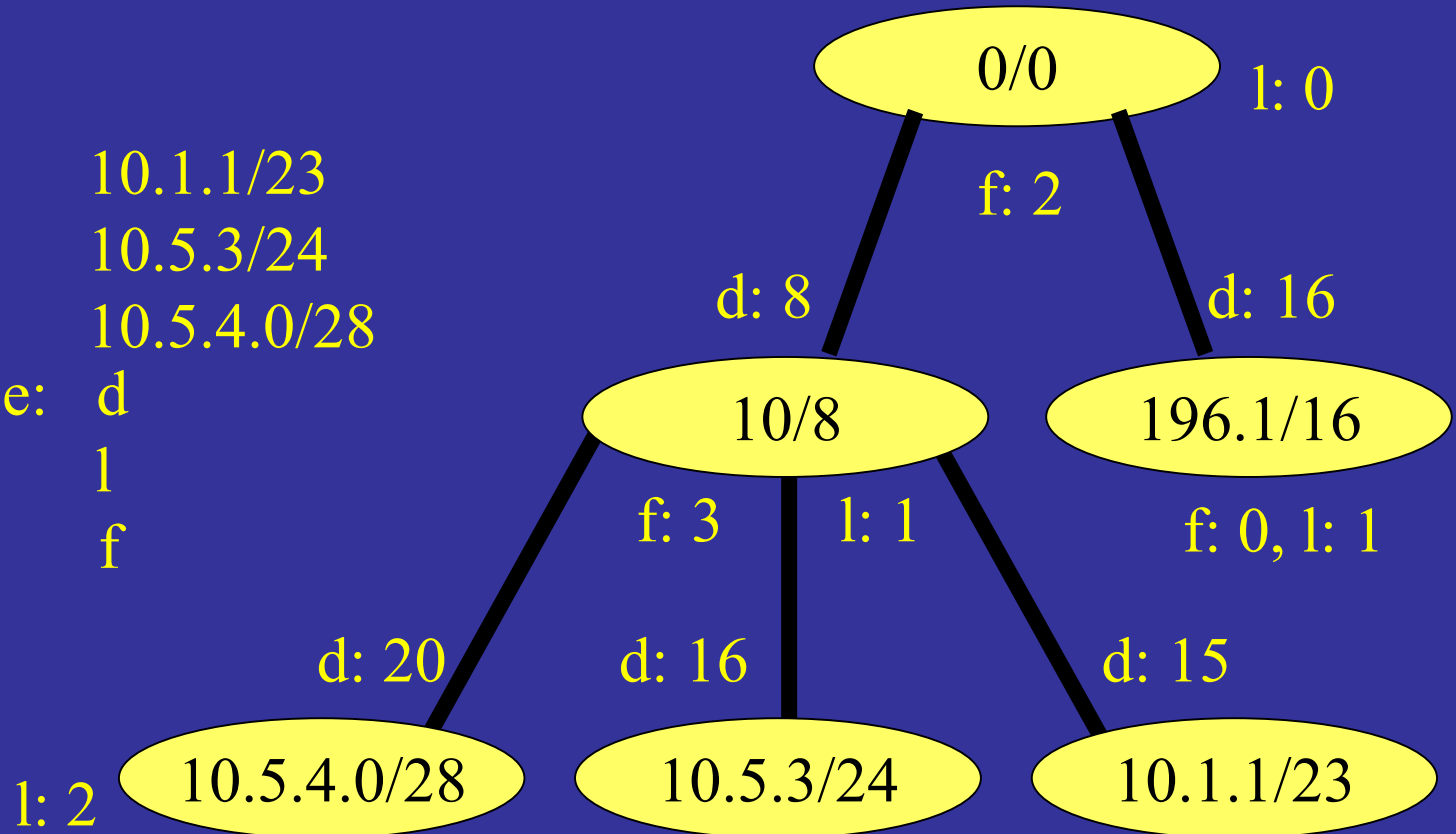 0/0
l: 0
10.1.1/23
10.5.3/24
10.5.4.0/28
e: d
l
f
f: 2
d: 8
d: 16
10/8
196.1/16
f: 3
l: 1
f: 0, l: 1
d: 20
d: 16
d: 15
l: 2
10.5.4.0/28
10.5.3/24
10.1.1/23